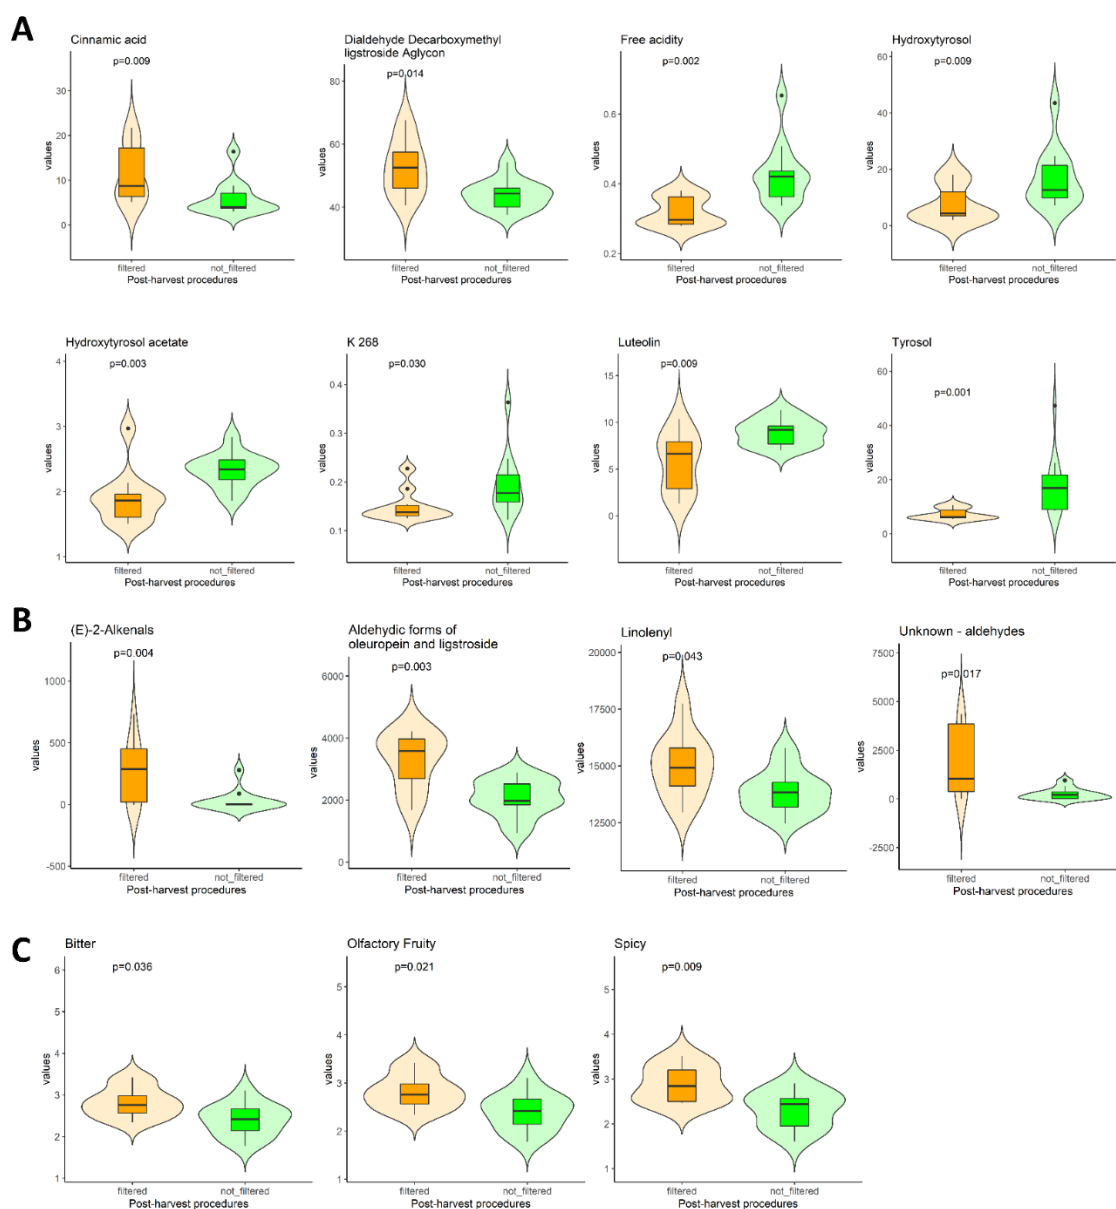 A
Cinnamic acid
p=0.009
30
20
10
0
values
filtered
not_filtered
Post-harvest procedures
Dialdehyde Decarboxymethyl
ligstroside Aglycon
p=0.014
80
60
40
values
filtered
not_filtered
Post-harvest procedures
Free acidity
p=0.002
0.6
0.4
0.2
values
filtered
not_filtered
Post-harvest procedures
Hydroxytyrosol
p=0.009
60
40
20
0
values
filtered
not_filtered
Post-harvest procedures
Hydroxytyrosol acetate
p=0.003
4
3
2
1
values
filtered
not_filtered
Post-harvest procedures
K 268
p=0.030
0.4
0.3
0.2
0.1
values
filtered
not_filtered
Post-harvest procedures
Luteolin
p=0.009
15
10
5
0
values
filtered
not_filtered
Post-harvest procedures
Tyrosol
p=0.001
60
40
20
0
values
filtered
not_filtered
Post-harvest procedures
B
(E)-2-Alkenals
p=0.004
1000
500
0
-500
values
filtered
not_filtered
Post-harvest procedures
Aldehydic forms of
oleuropein and ligstroside
p=0.003
6000
4000
2000
0
values
filtered
not_filtered
Post-harvest procedures
Linolenyl
p=0.043
20000
17500
15000
12500
values
filtered
not_filtered
Post-harvest procedures
Unknown - aldehydes
p=0.017
7500
5000
2500
0
-2500
values
filtered
not_filtered
Post-harvest procedures
C
Bitter
p=0.036
6
5
4
3
2
1
values
filtered
not_filtered
Post-harvest procedures
Olfactory Fruity
p=0.021
5
4
3
2
1
values
filtered
not_filtered
Post-harvest procedures
Spicy
p=0.009
5
4
3
2
1
values
filtered
not_filtered
Post-harvest procedures